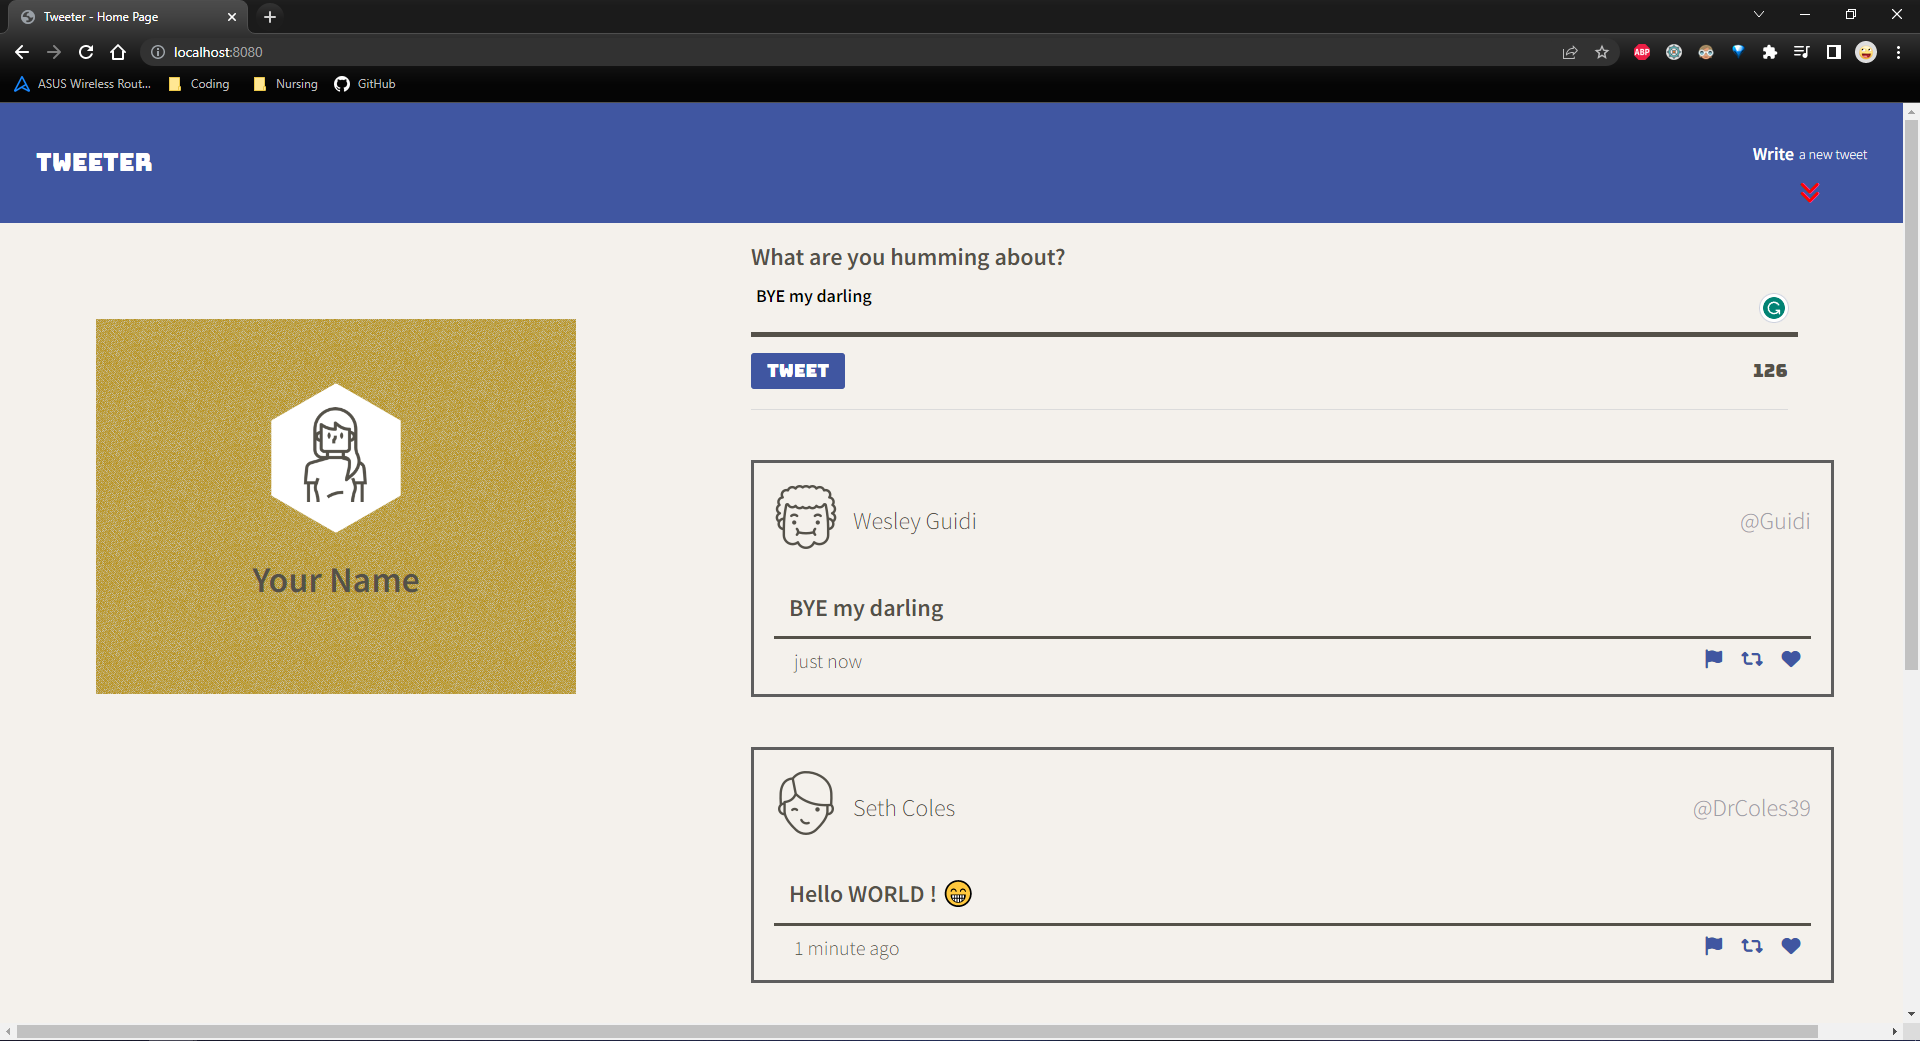 Tweeter - Home Page
localhost:8080
ABP
ASUS Wireless Rout...
Coding
Nursing
GitHub
TWEETER
Write a new tweet
What are you humming about?
BYE my darling
TWEET
126
Your Name
Wesley Guidi
@Guidi
BYE my darling
just now
Seth Coles
@DrColes39
Hello WORLD ! 😁
1 minute ago